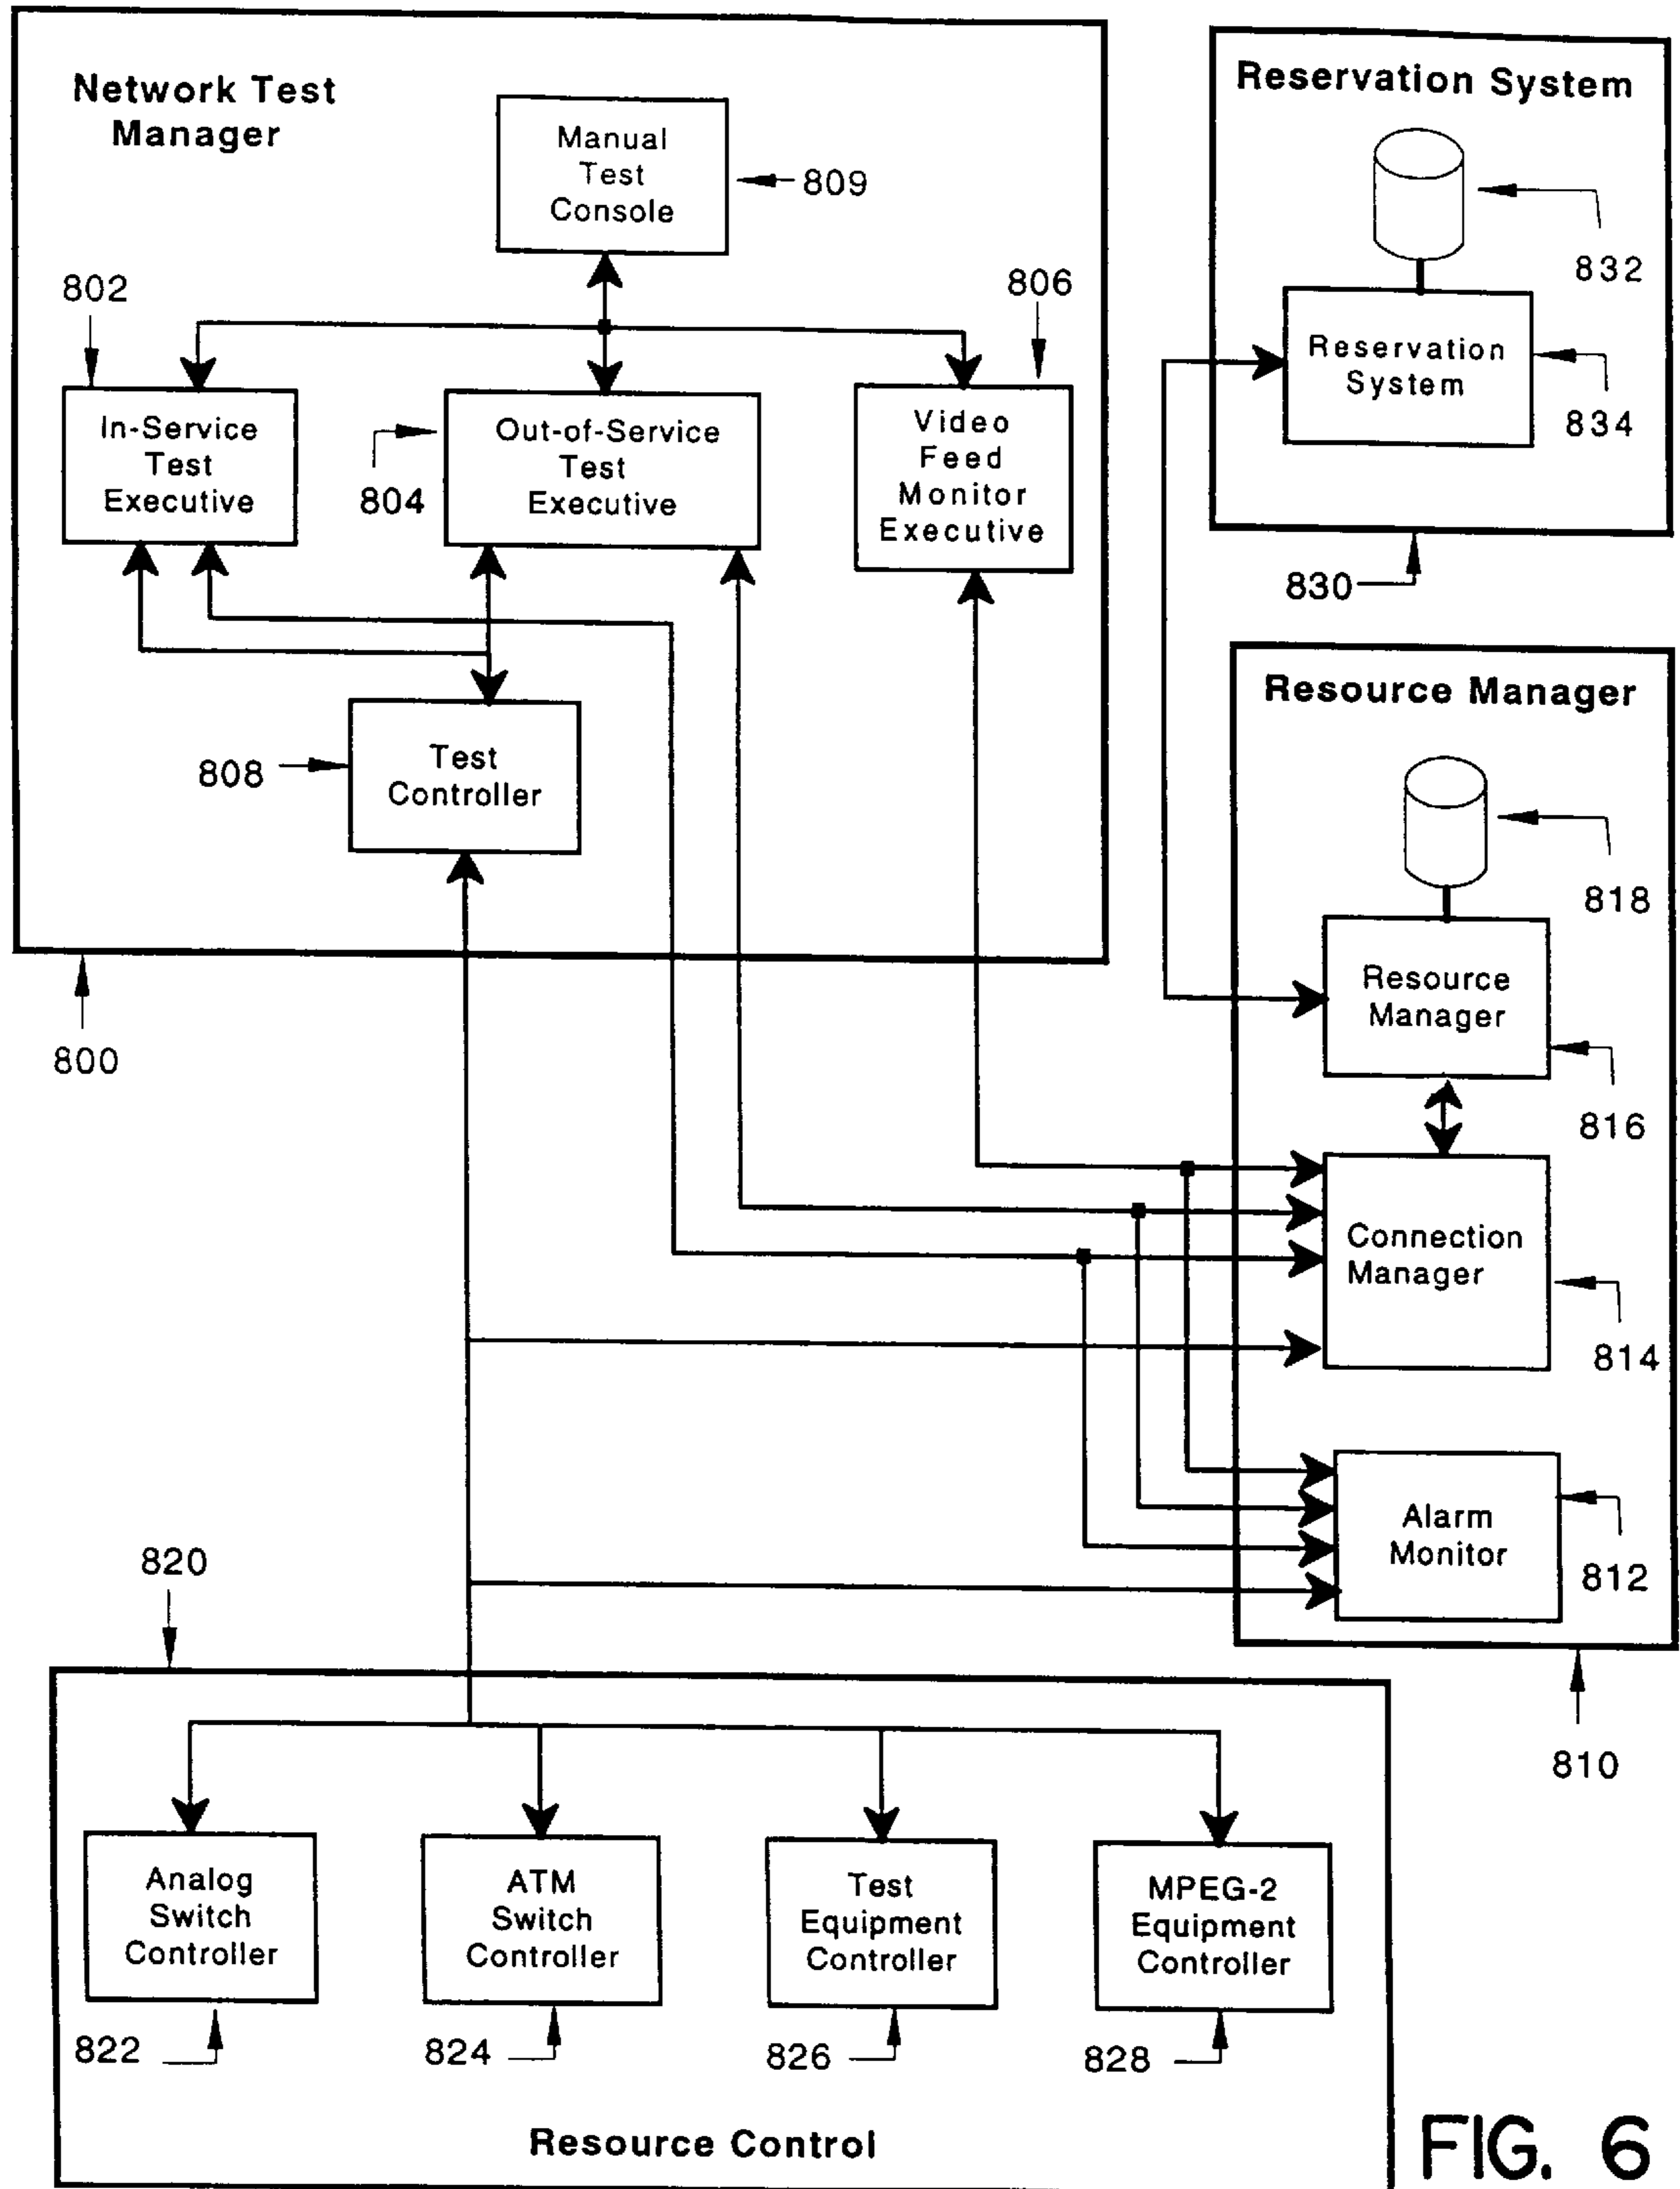 Network Test
Manager
Manual
Test
Console
809
802
806
In-Service
Test
Executive
804
Out-of-Service
Test
Executive
Video
Feed
Monitor
Executive
808
Test
Controller
800
Reservation System
832
Reservation
System
834
830
Resource Manager
818
Resource
Manager
816
Connection
Manager
814
Alarm
Monitor
812
810
820
Analog
Switch
Controller
822
ATM
Switch
Controller
824
Test
Equipment
Controller
826
MPEG-2
Equipment
Controller
828
Resource Control
FIG. 6